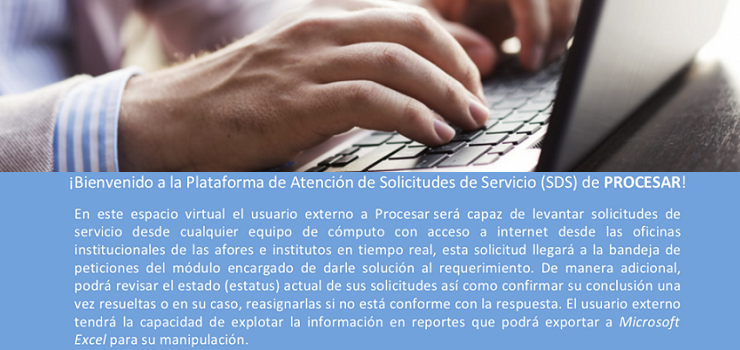 ¡Bienvenido a la Plataforma de Atención de Solicitudes de Servicio (SDS) de PROCESAR!
En este espacio virtual el usuario externo a Procesar será capaz de levantar solicitudes de
servicio desde cualquier equipo de cómputo con acceso a internet desde las oficinas
institucionales de las afores e institutos en tiempo real, esta solicitud llegará a la bandeja de
peticiones del módulo encargado de darle solución al requerimiento. De manera adicional,
podrá revisar el estado (estatus) actual de sus solicitudes así como confirmar su conclusión una
vez resueltas o en su caso, reasignarlas si no está conforme con la respuesta. El usuario externo
tendrá la capacidad de explotar la información en reportes que podrá exportar a Microsoft
Excel para su manipulación.